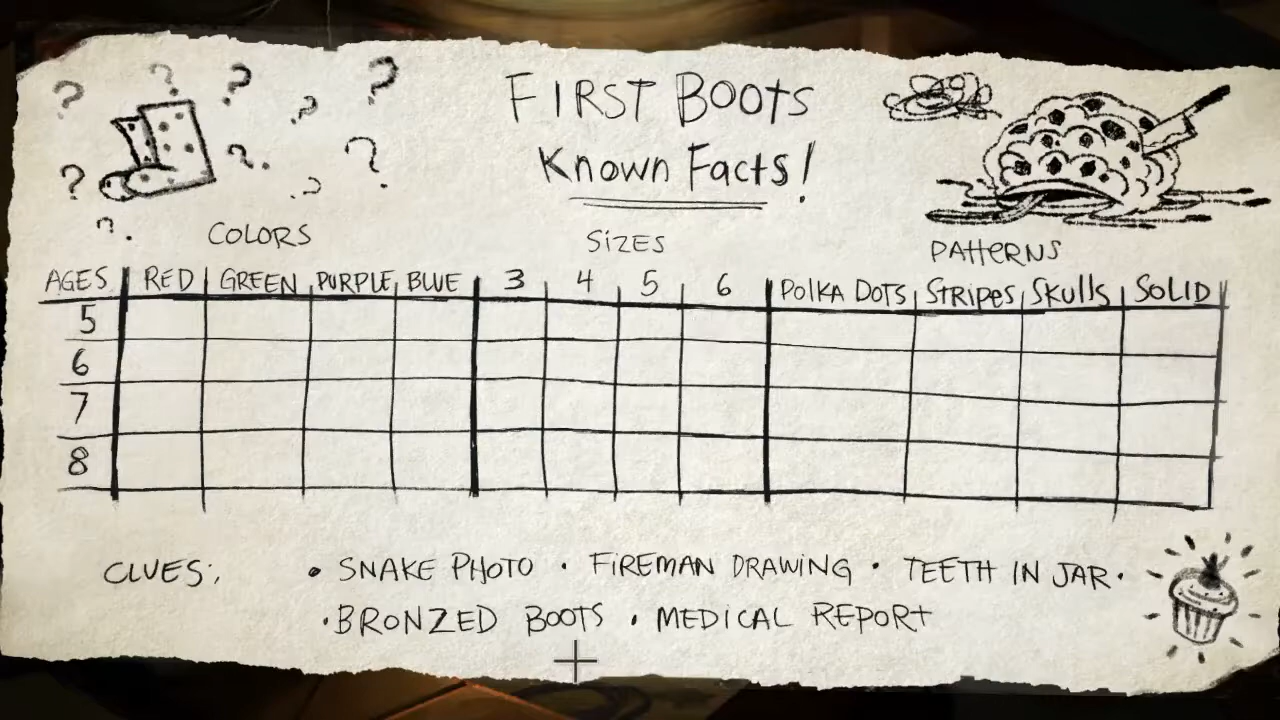 FIRST BOOTS
Known Facts!
COLORS SiZES PATTERNS
AGES RED GREEN PURPLE BLUE 3 4 5 6 POLKA DOTS STRIPES SKULLS SOLID
5
6
7
8
CLUES: • SNAKE PHOTO • FIREMAN DRAWING • TEETH IN JAR •
• BRONZED BOOTS • MEDICAL REPORT
? ? ? ? ? ? ? ? ? ?